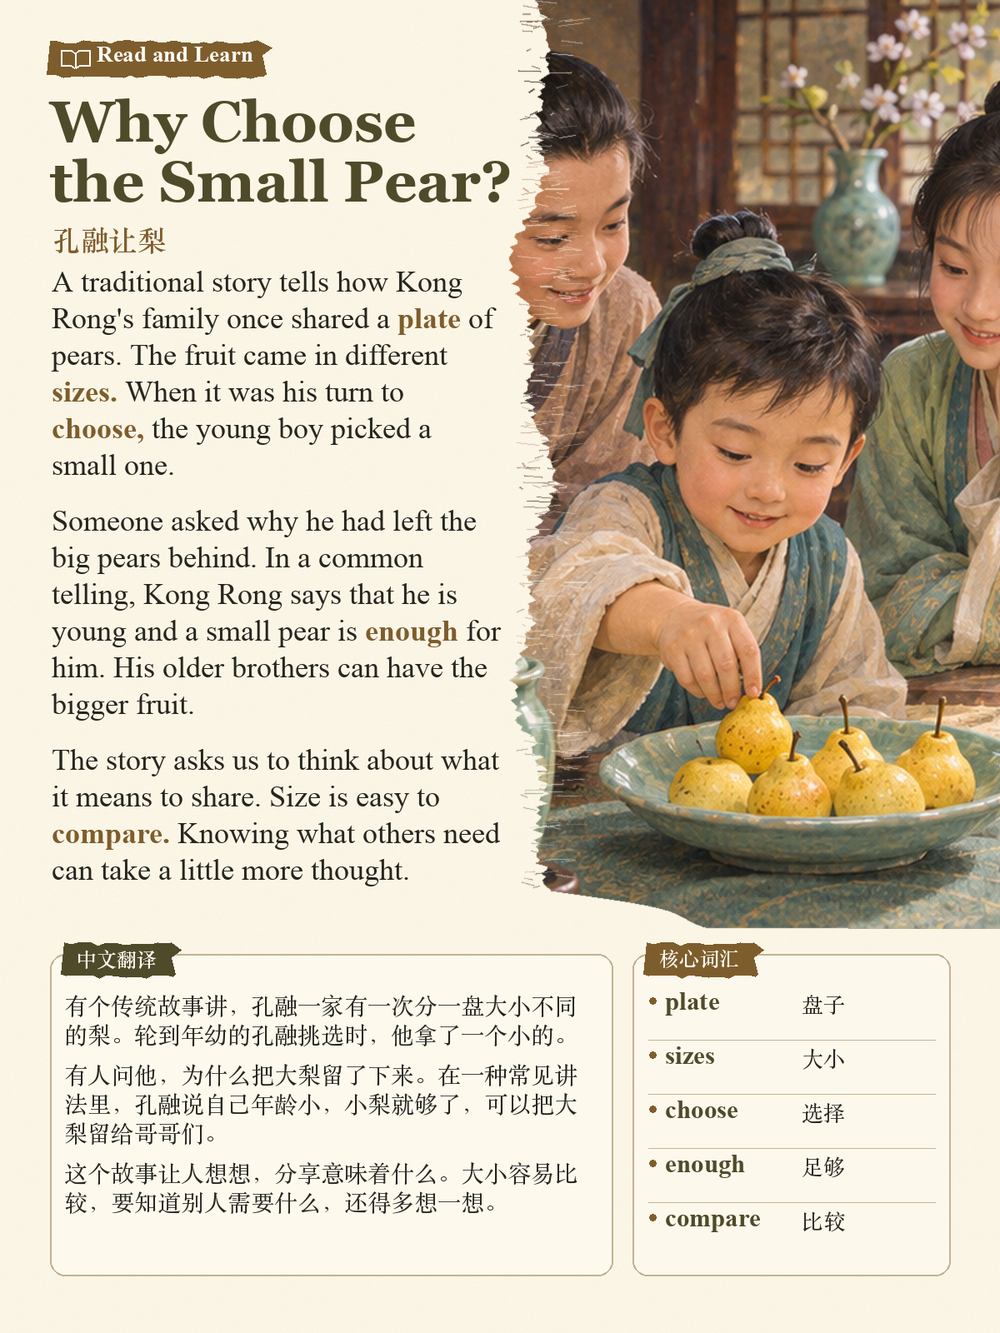 Read and Learn
Why Choose
the Small Pear?
孔融让梨
A traditional story tells how Kong
Rong's family once shared a plate of
pears. The fruit came in different
sizes. When it was his turn to
choose, the young boy picked a
small one.
Someone asked why he had left the
big pears behind. In a common
telling, Kong Rong says that he is
young and a small pear is enough for
him. His older brothers can have the
bigger fruit.
The story asks us to think about what
it means to share. Size is easy to
compare. Knowing what others need
can take a little more thought.
中文翻译
有个传统故事讲，孔融一家有一次分一盘大小不同
的梨。轮到年幼的孔融挑选时，他拿了一个小的。
有人问他，为什么把大梨留了下来。在一种常见讲
法里，孔融说自己年龄小，小梨就够了，可以把大
梨留给哥哥们。
这个故事让人想想，分享意味着什么。大小容易比
较，要知道别人需要什么，还得多想一想。
核心词汇
• plate 盘子
• sizes 大小
• choose 选择
• enough 足够
• compare 比较